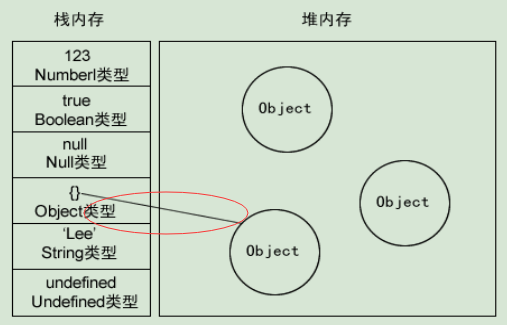 栈内存
堆内存
123
Numberl类型
true
Boolean类型
null
Null类型
{}
Object类型
‘Lee’
String类型
undefined
Undefined类型
Object
Object
Object